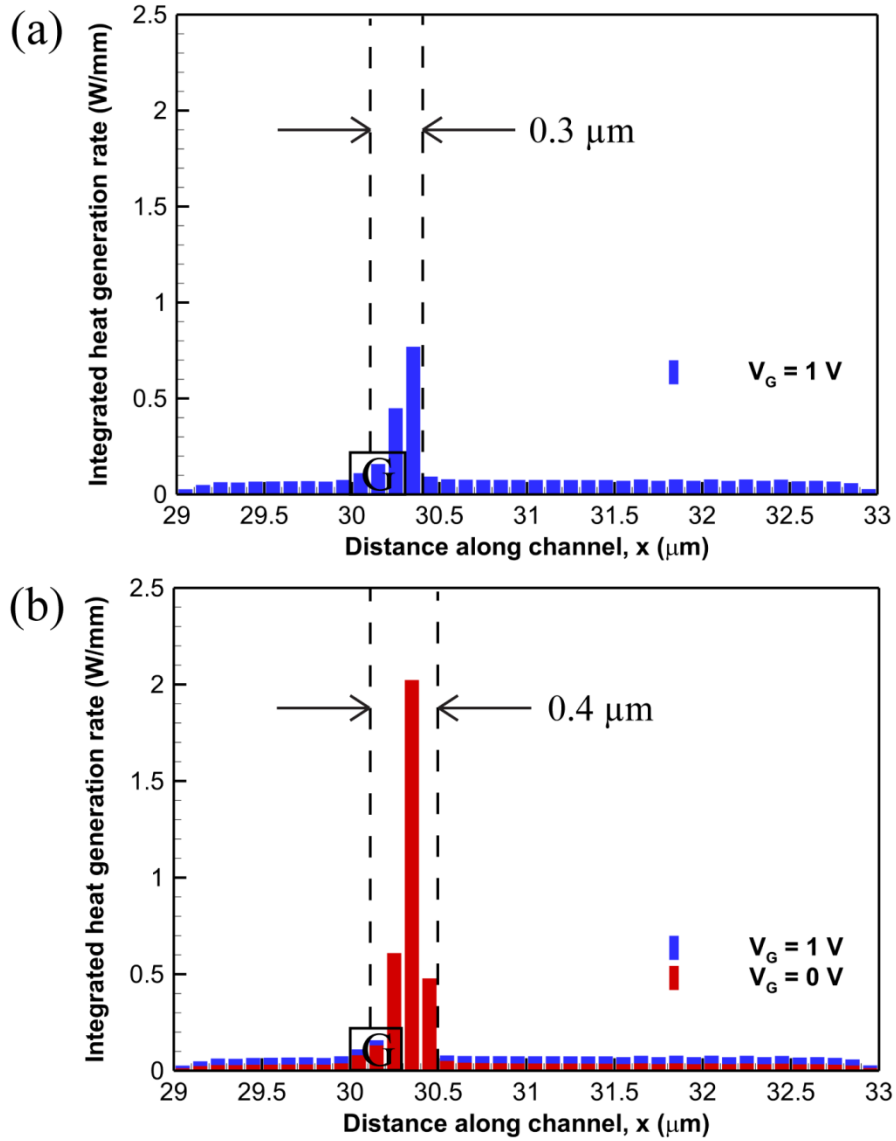 (a)
Integrated heat generation rate (W/mm)
2.5
2
1.5
1
0.5
0
0.3 µm
V_G = 1 V
G
29 29.5 30 30.5 31 31.5 32 32.5 33
Distance along channel, x (μm)
(b)
Integrated heat generation rate (W/mm)
2.5
2
1.5
1
0.5
0
0.4 µm
V_G = 1 V
V_G = 0 V
G
29 29.5 30 30.5 31 31.5 32 32.5 33
Distance along channel, x (μm)